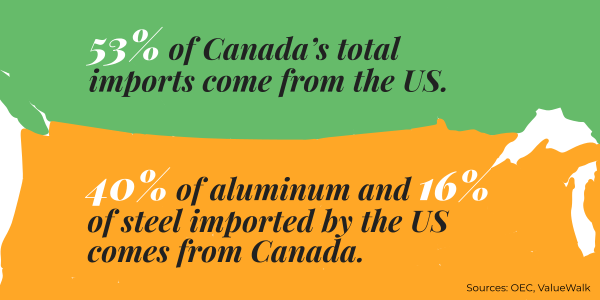 53% of Canada’s total
imports come from the US.
40% of aluminum and 16%
of steel imported by the US
comes from Canada.
Sources: OEC, ValueWalk